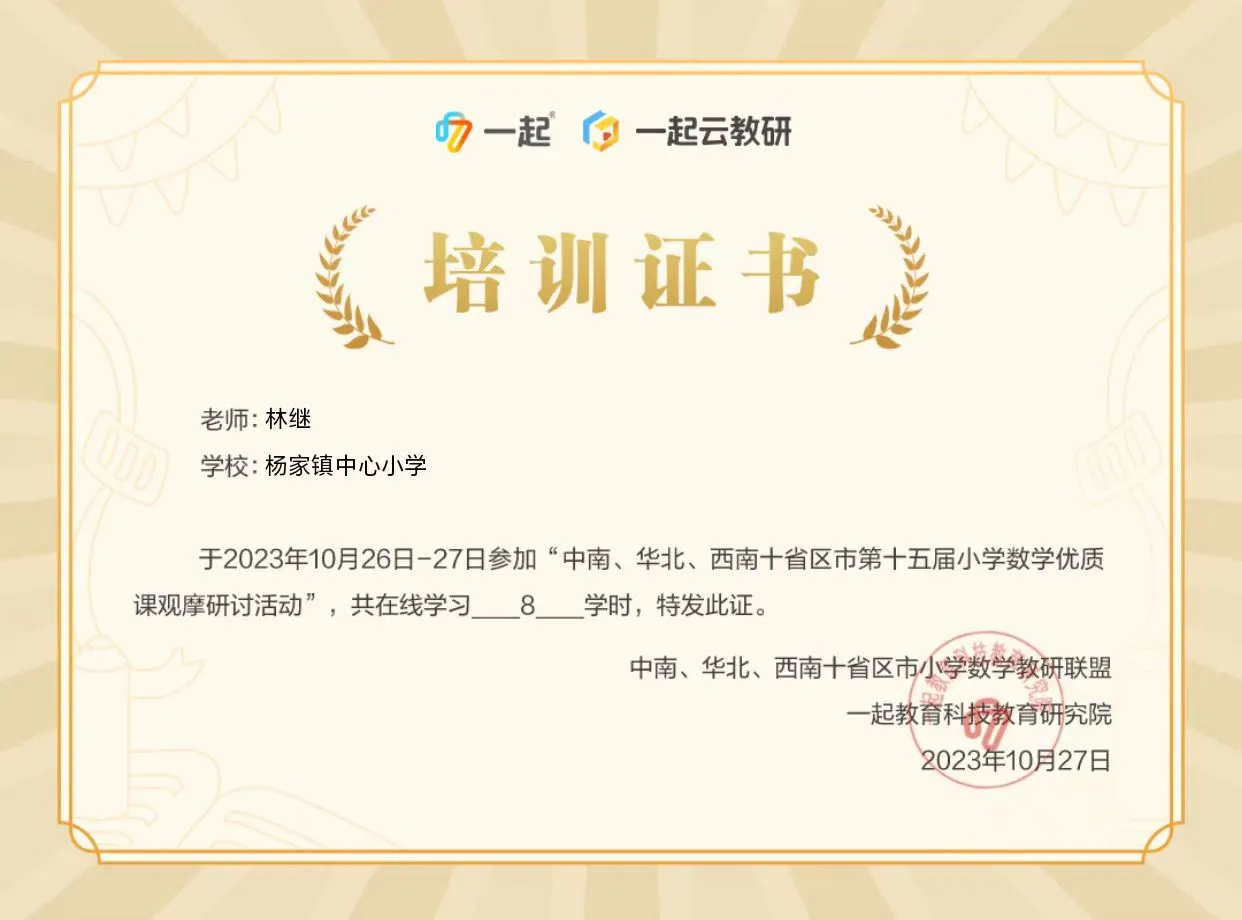 一起® 一起云教研
培训证书
老师：林继
学校：杨家镇中心小学
于2023年10月26日-27日参加“中南、华北、西南十省区市第十五届小学数学优质
课观摩研讨活动”，共在线学习____8____学时，特发此证。
中南、华北、西南十省区市小学数学教研联盟
一起教育科技教育研究院
2023年10月27日